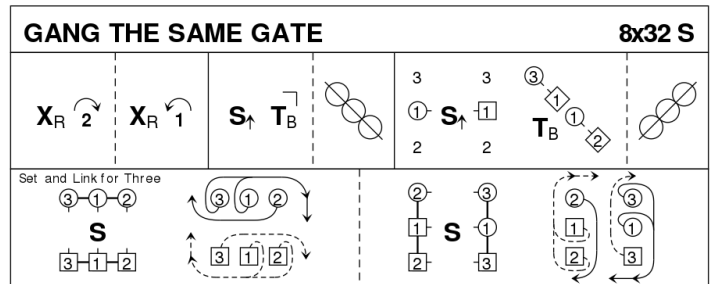 GANG THE SAME GATE 8x32 S
XR 2 XR 1 S TB
3 3
1 S 1
2 2
3 1 1 2
TB
Set and Link for Three
3 1 2
S
3 1 2
3 1 2
3 1 2
2 3
1 S 1
2 3
2 3
1 1
2 3